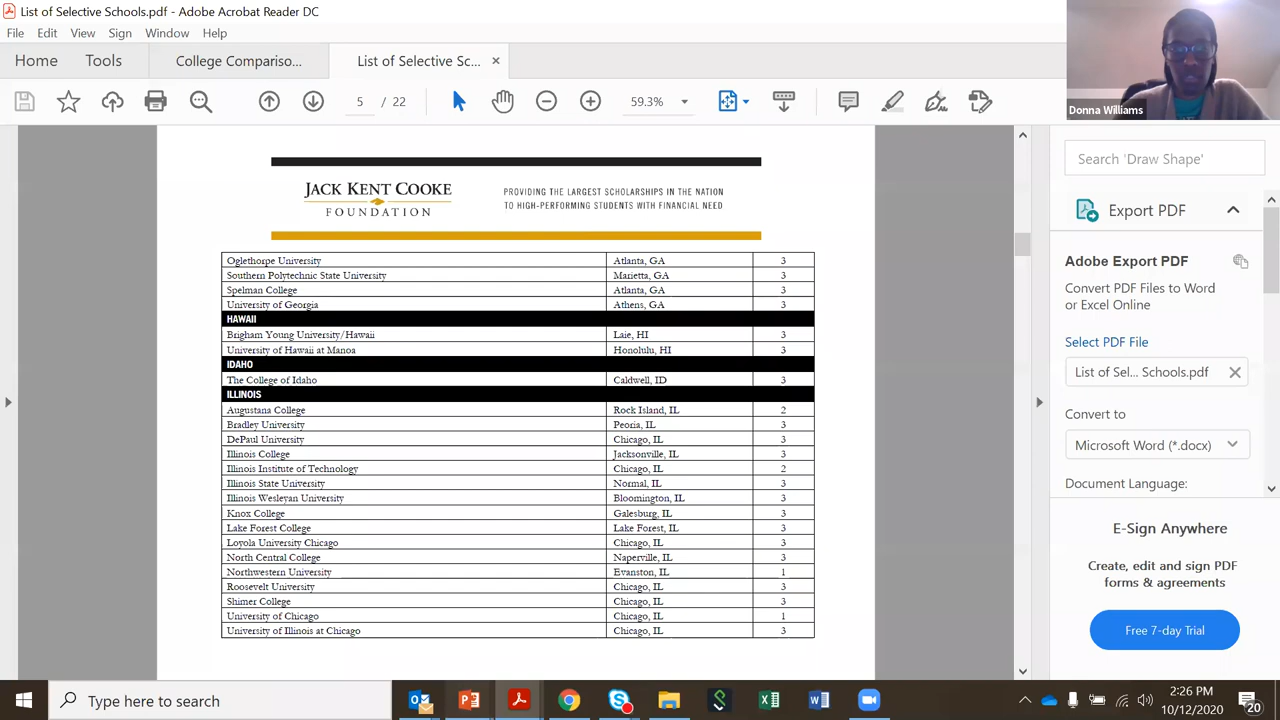 List of Selective Schools.pdf - Adobe Acrobat Reader DC
File Edit View Sign Window Help
Home Tools College Compariso... List of Selective Sc... ×
5 / 22 59.3%
Donna Williams
JACK KENT COOKE
FOUNDATION
PROVIDING THE LARGEST SCHOLARSHIPS IN THE NATION
TO HIGH-PERFORMING STUDENTS WITH FINANCIAL NEED
Oglethorpe University Atlanta, GA 3
Southern Polytechnic State University Marietta, GA 3
Spelman College Atlanta, GA 3
University of Georgia Athens, GA 3
HAWAII
Brigham Young University/Hawaii Laie, HI 3
University of Hawaii at Manoa Honolulu, HI 3
IDAHO
The College of Idaho Caldwell, ID 3
ILLINOIS
Augustana College Rock Island, IL 2
Bradley University Peoria, IL 3
DePaul University Chicago, IL 3
Illinois College Jacksonville, IL 3
Illinois Institute of Technology Chicago, IL 2
Illinois State University Normal, IL 3
Illinois Wesleyan University Bloomington, IL 3
Knox College Galesburg, IL 3
Lake Forest College Lake Forest, IL 3
Loyola University Chicago Chicago, IL 3
North Central College Naperville, IL 3
Northwestern University Evanston, IL 1
Roosevelt University Chicago, IL 3
Shimer College Chicago, IL 3
University of Chicago Chicago, IL 1
University of Illinois at Chicago Chicago, IL 3
Search 'Draw Shape'
Export PDF
Adobe Export PDF
Convert PDF Files to Word
or Excel Online
Select PDF File
List of Sel... Schools.pdf
Convert to
Microsoft Word (*.docx)
Document Language:
E-Sign Anywhere
Create, edit and sign PDF
forms & agreements
Free 7-day Trial
Type here to search
2:26 PM
10/12/2020
20